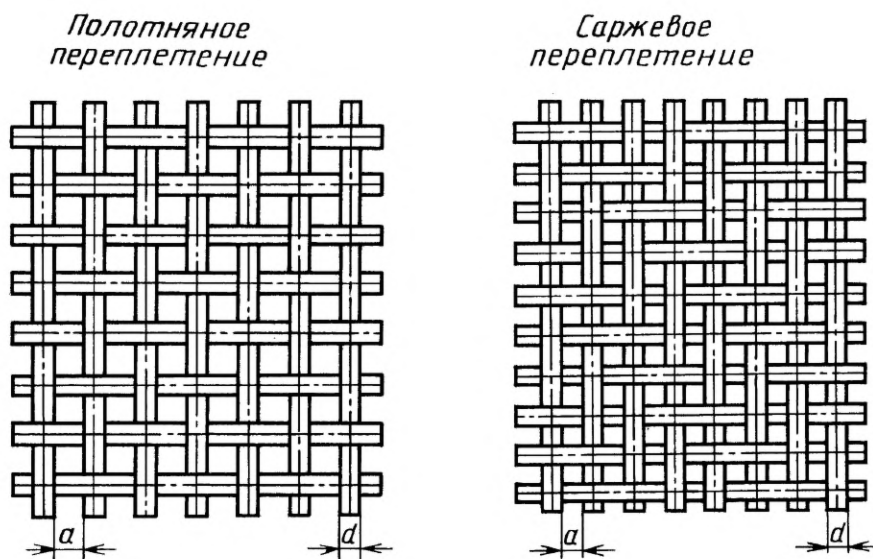 Полотняное
переплетение
Саржевое
переплетение
a
d
a
d